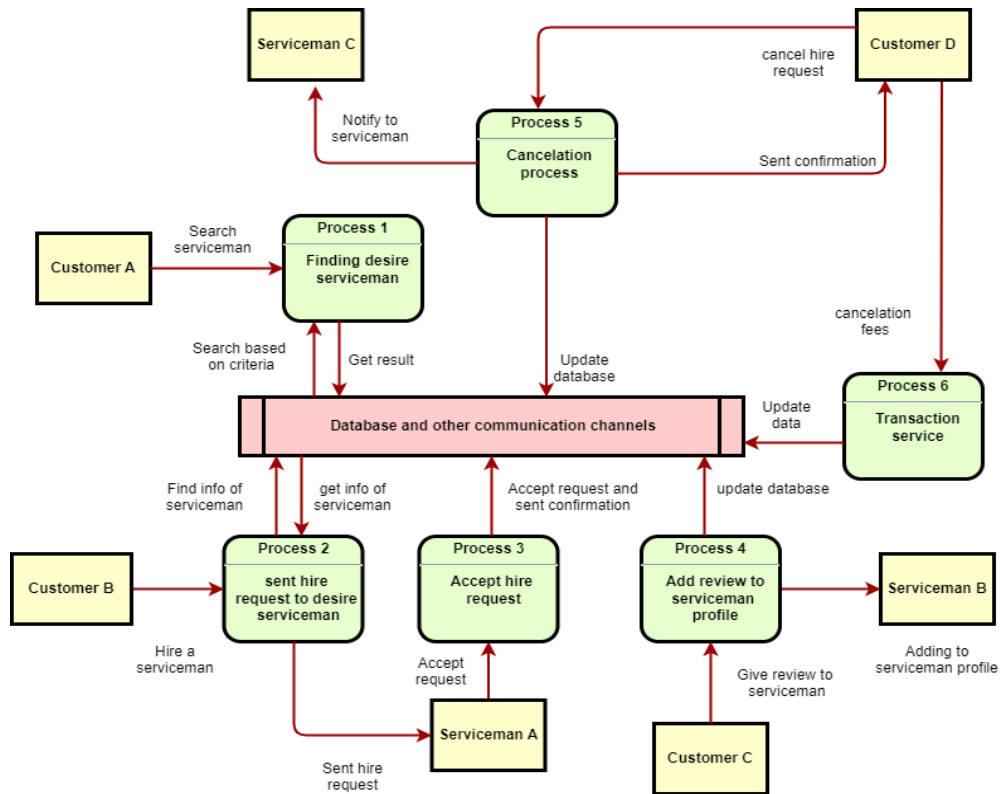 Serviceman C
Customer D
cancel hire
request
Process 5
Cancelation
process
Notify to
serviceman
Sent confirmation
Process 1
Finding desire
serviceman
Search
serviceman
Customer A
cancelation
fees
Search based
on criteria
Get result
Update
database
Process 6
Transaction
service
Update
data
Database and other communication channels
Find info of
serviceman
get info of
serviceman
Accept request and
sent confirmation
update database
Process 2
sent hire
request to desire
serviceman
Process 3
Accept hire
request
Process 4
Add review to
serviceman
profile
Customer B
Serviceman B
Hire a
serviceman
Accept
request
Give review to
serviceman
Adding to
serviceman profile
Serviceman A
Customer C
Sent hire
request